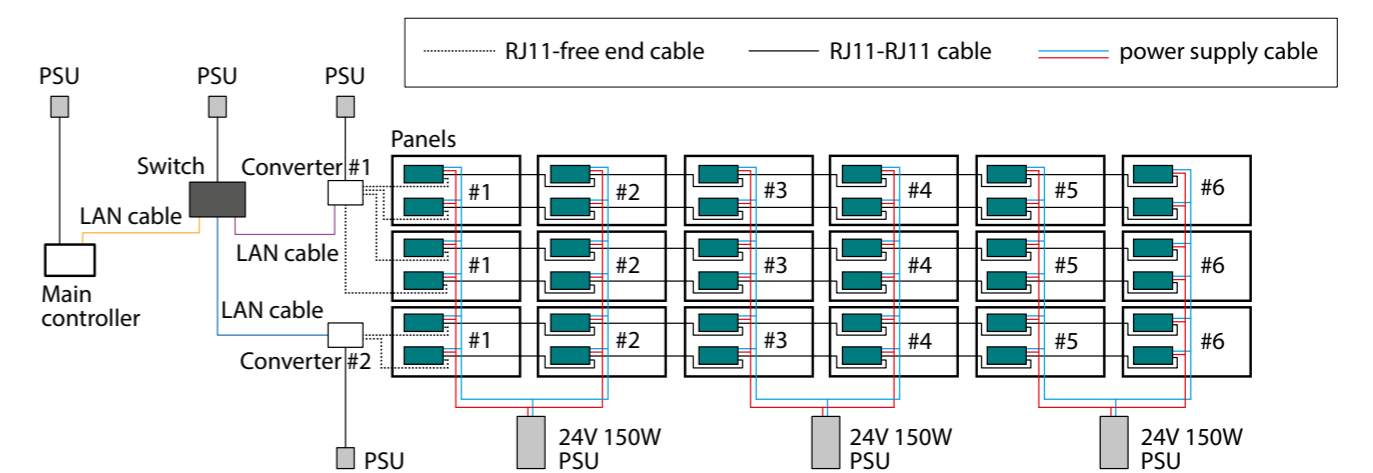 RJ11-free end cable
RJ11-RJ11 cable
power supply cable
PSU
PSU
PSU
Panels
Switch
Converter #1
LAN cable
LAN cable
Main
controller
LAN cable
Converter #2
PSU
#1
#2
#3
#4
#5
#6
#1
#2
#3
#4
#5
#6
#1
#2
#3
#4
#5
#6
24V 150W
PSU
24V 150W
PSU
24V 150W
PSU